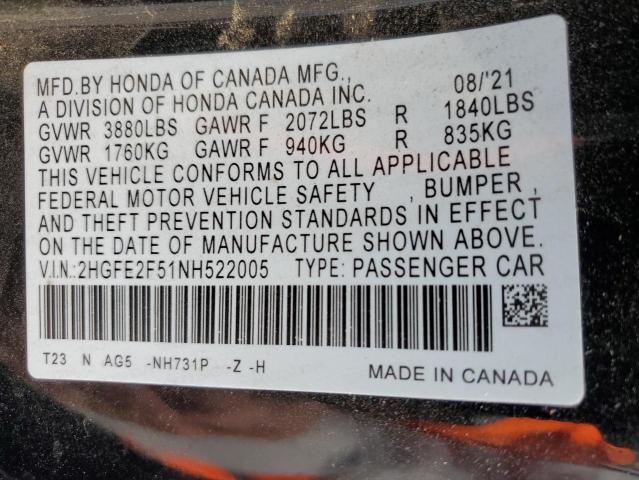 MFD.BY HONDA OF CANADA MFG., 08/'21
A DIVISION OF HONDA CANADA INC.
GVWR 3880LBS GAWR F 2072LBS R 1840LBS
GVWR 1760KG GAWR F 940KG R 835KG
THIS VEHICLE CONFORMS TO ALL APPLICABLE
FEDERAL MOTOR VEHICLE SAFETY , BUMPER ,
AND THEFT PREVENTION STANDARDS IN EFFECT
ON THE DATE OF MANUFACTURE SHOWN ABOVE.
V.I.N.:2HGFE2F51NH522005 TYPE: PASSENGER CAR
T23 N AG5 -NH731P -Z -H
MADE IN CANADA